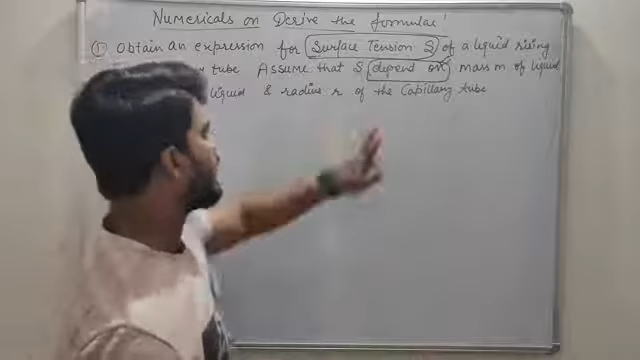 Numericals on Derive the formulae!
① Obtain an expression for Surface Tension S of a liquid rising
tube Assume that S depend on mass m of liquid
liquid & radius r of the Capillary tube